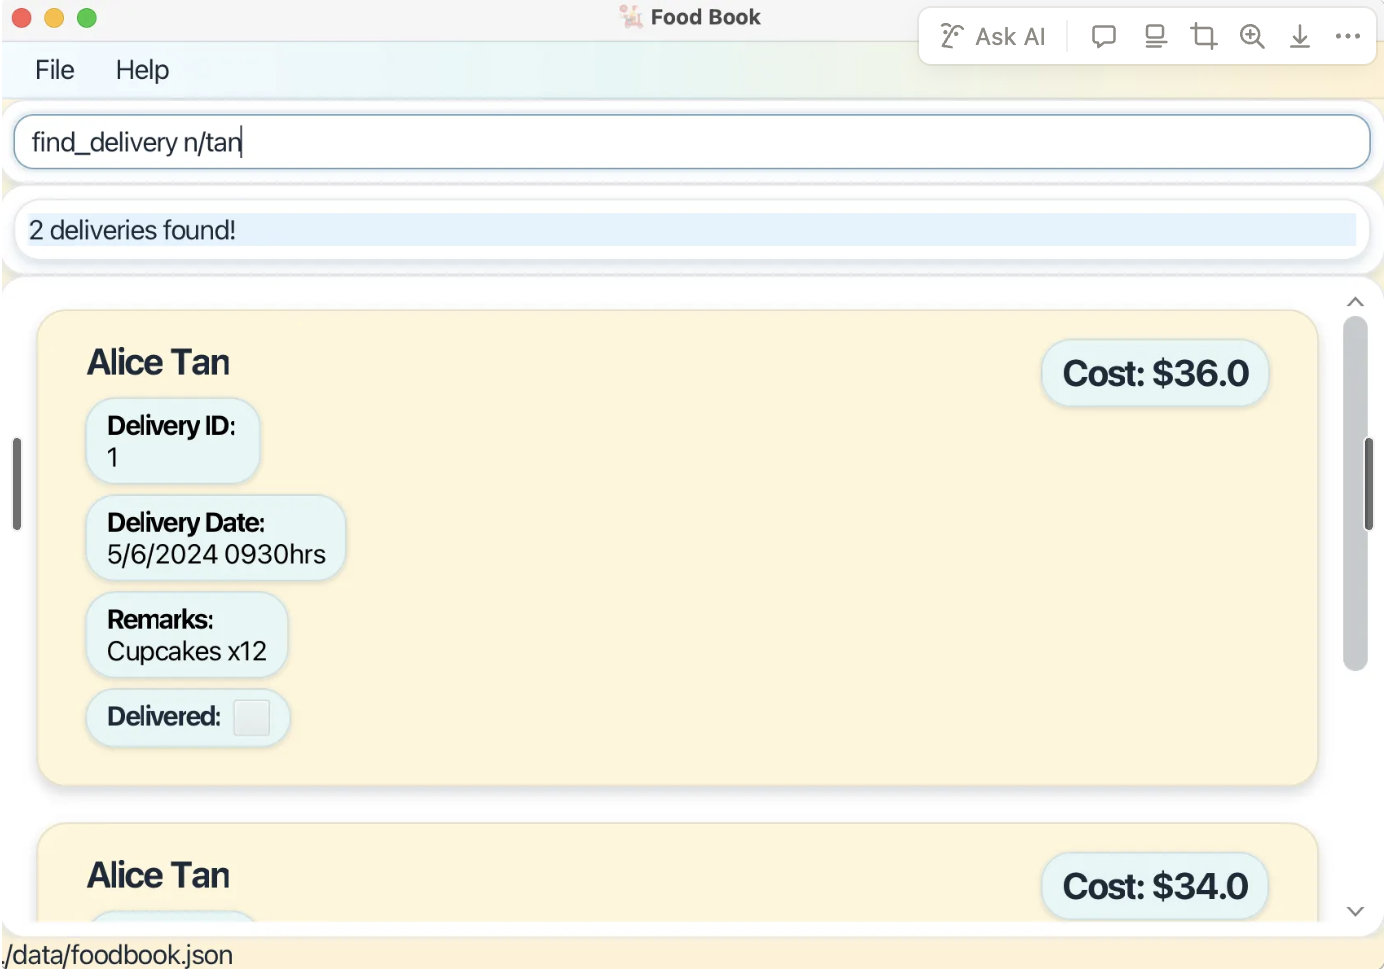 Food Book
Ask AI
File Help
find_delivery n/tan
2 deliveries found!
Alice Tan
Cost: $36.0
Delivery ID:
1
Delivery Date:
5/6/2024 0930hrs
Remarks:
Cupcakes x12
Delivered:
Alice Tan
Cost: $34.0
./data/foodbook.json